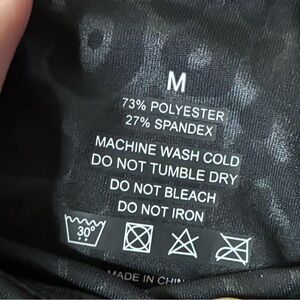 M
73% POLYESTER
27% SPANDEX
MACHINE WASH COLD
DO NOT TUMBLE DRY
DO NOT BLEACH
DO NOT IRON
30°
MADE IN CHIN